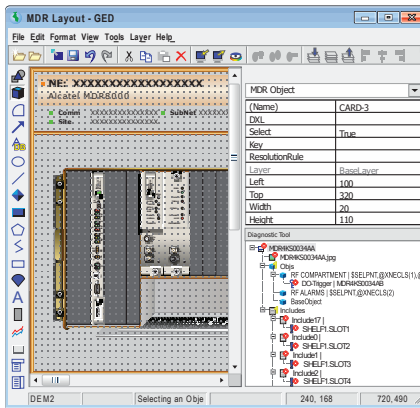 MDR Layout - GED
File Edit Format View Tools Layer Help
NE: XXXXXXXXXXXXXXXXXX
Alcatel MDR8000
Comm XXXXXXXXXXXXXXX SubNet XXXXXX
Site XXXXXXXXXXXXXXX
MDR Object
(Name) CARD-3
DXL
Select True
Key
ResolutionRule
Layer BaseLayer
Left 100
Top 320
Width 20
Height 110
Diagnostic Tool
MDR4KS0034AA
MDR4KS0034AA.jpg
Objs
RF COMPARTMENT | $SELPNT,@XNECLS(1),@
DO-Trigger | MDR4KS0034AB
RF ALARMS | $SELPNT,@XNECLS(2)
BaseObject
Includes
Include17 |
SHELF1.SLOT1
Include0 |
SHELF1.SLOT2
Include1 |
SHELF1.SLOT3
Include2 |
SHELF1.SLOT4
DEM2 Selecting an Obje 240, 168 720,490